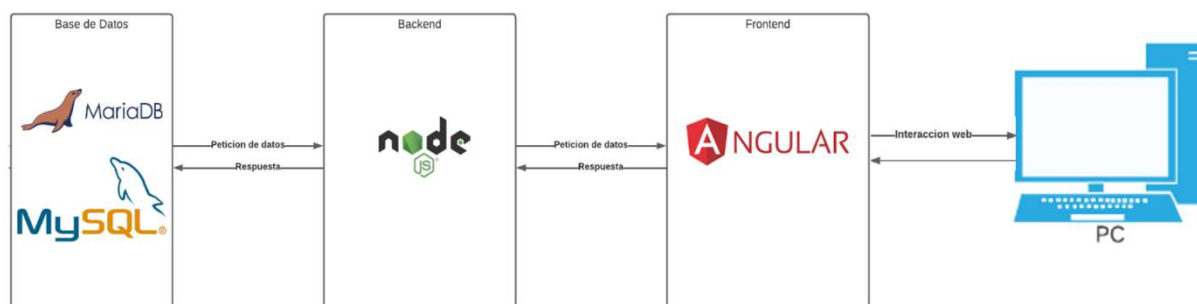 Base de Datos
MariaDB
MySQL®
Peticion de datos
Respuesta
Backend
node
JS
Peticion de datos
Respuesta
Frontend
ANGULAR
Interaccion web
PC